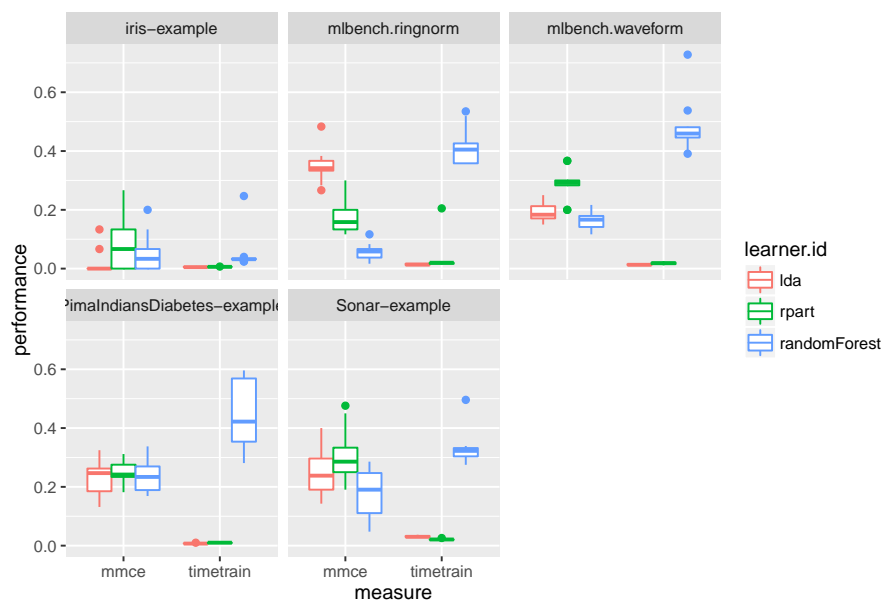 iris−example
mlbench.ringnorm
mlbench.waveform
0.6
0.4
0.2
0.0
PimaIndiansDiabetes−example
Sonar−example
0.6
0.4
0.2
0.0
mmce
timetrain
mmce
timetrain
measure
performance
learner.id
lda
rpart
randomForest